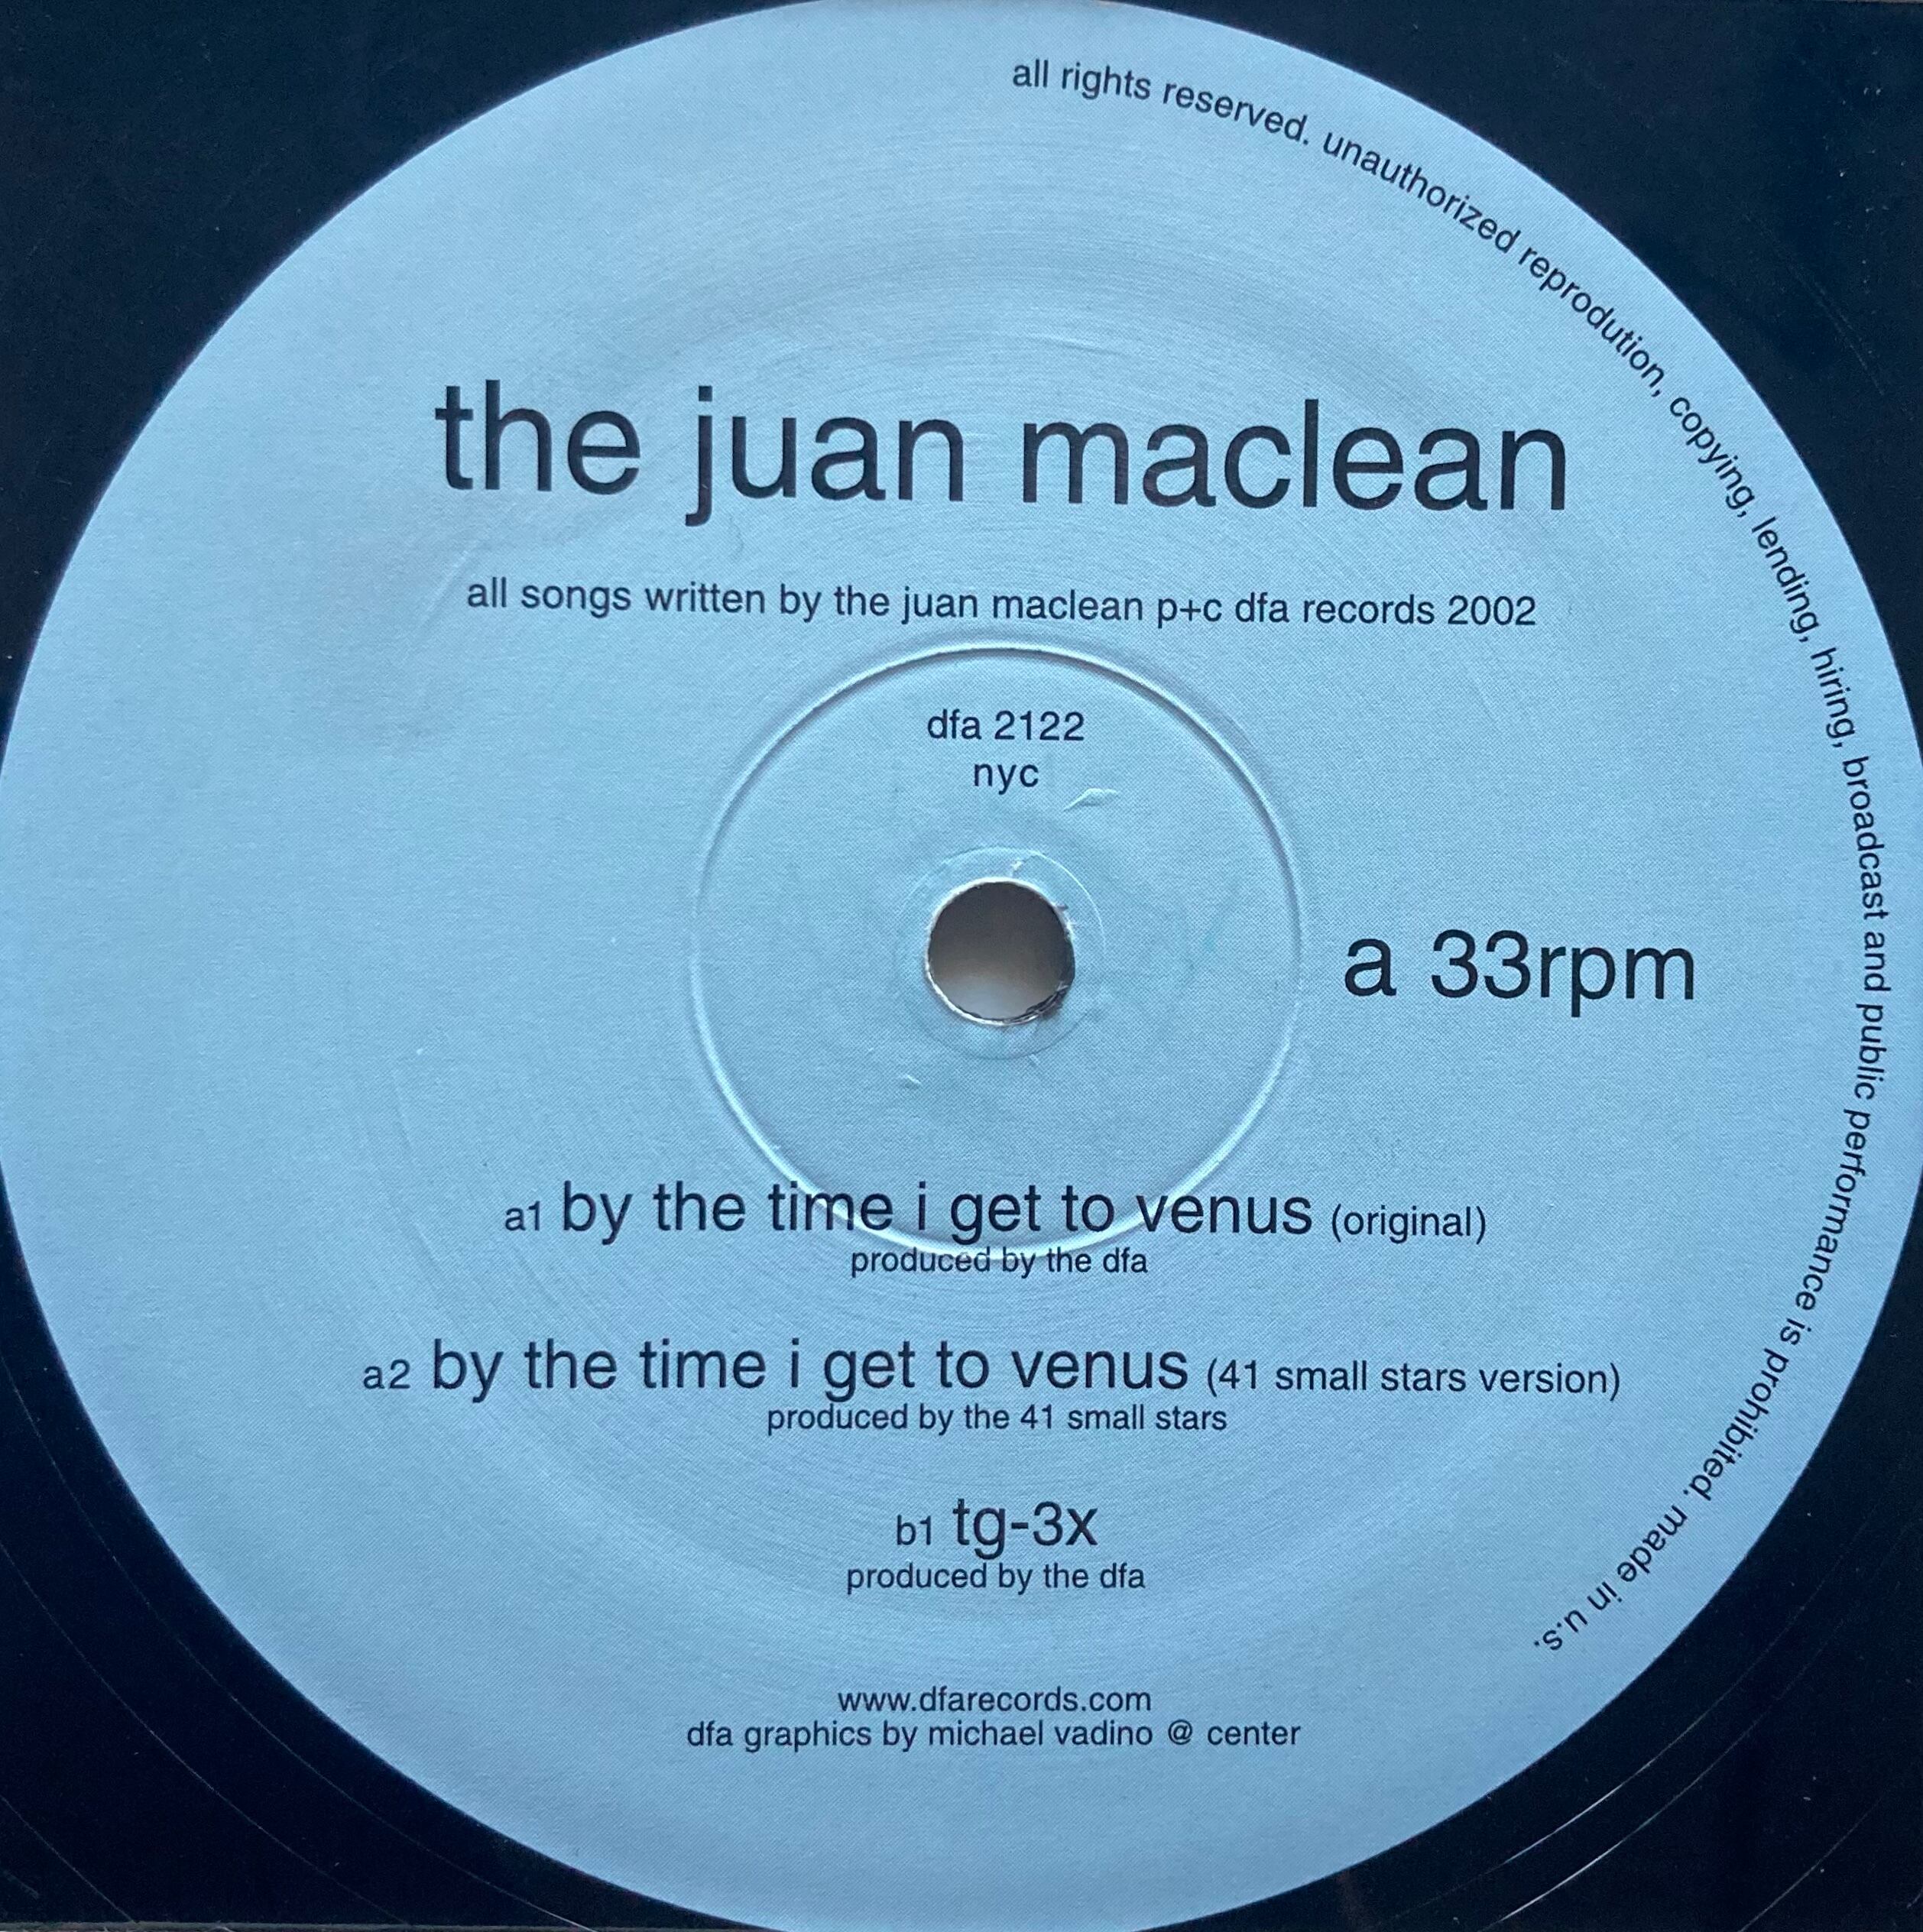 all rights reserved. unauthorized reprodution, copying, lending, hiring, broadcast and public performance is prohibited. made in u.s.
the juan maclean
all songs written by the juan maclean p+c dfa records 2002
dfa 2122
nyc
a 33rpm
a1 by the time i get to venus (original)
produced by the dfa
a2 by the time i get to venus (41 small stars version)
produced by the 41 small stars
b1 tg-3x
produced by the dfa
www.dfarecords.com
dfa graphics by michael vadino @ center